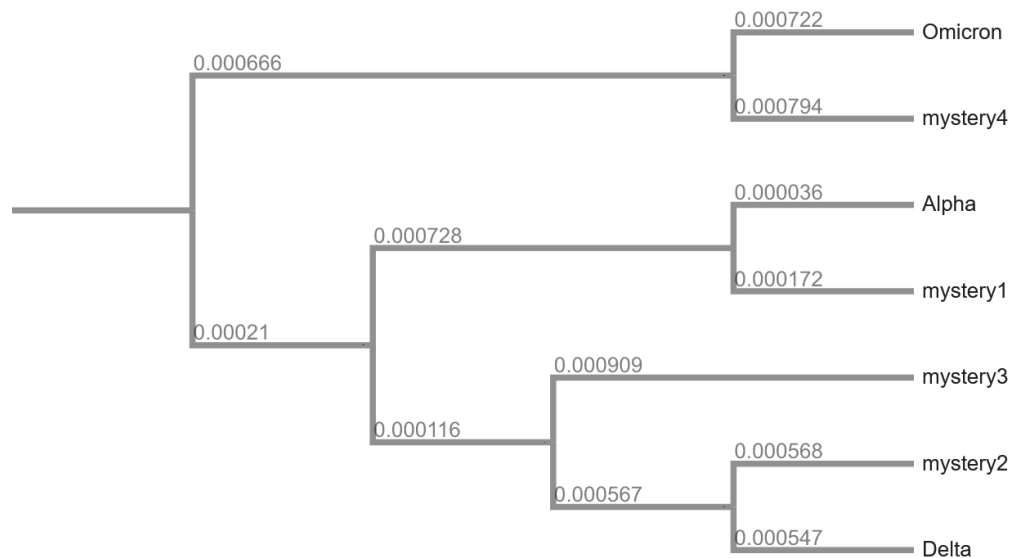 0.000722
Omicron
0.000666
0.000794
mystery4
0.000036
Alpha
0.000728
0.000172
mystery1
0.00021
0.000909
mystery3
0.000116
0.000568
mystery2
0.000567
0.000547
Delta